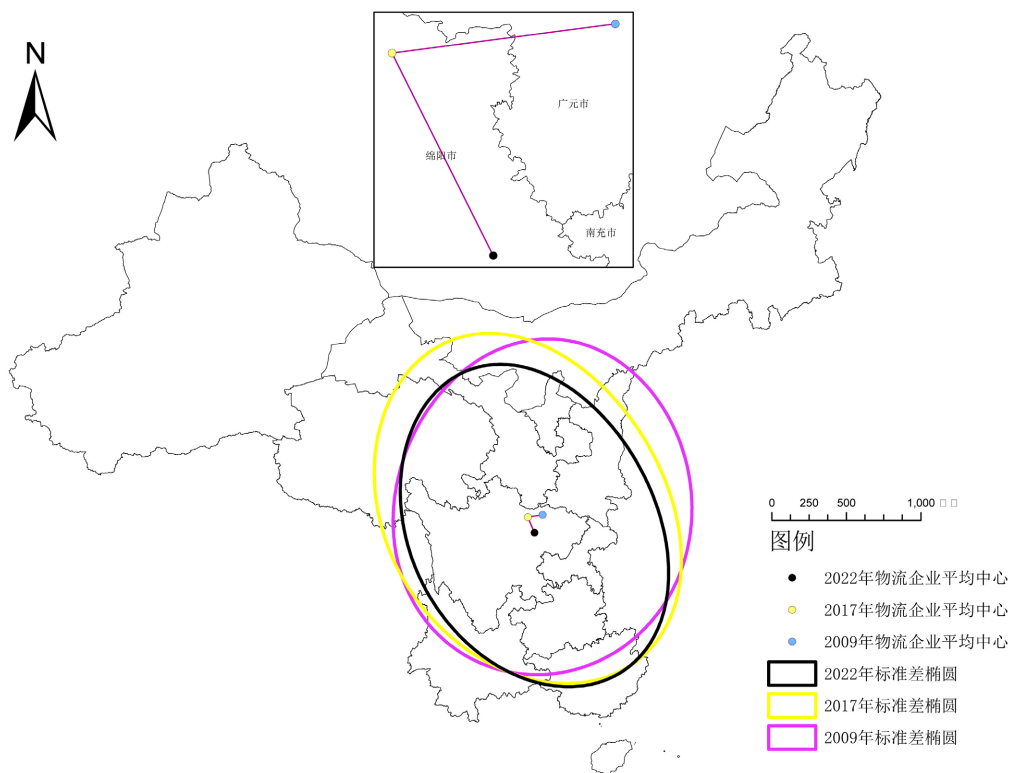 N
广元市
绵阳市
南充市
0 250 500 1,000
图例
2022年物流企业平均中心
2017年物流企业平均中心
2009年物流企业平均中心
2022年标准差椭圆
2017年标准差椭圆
2009年标准差椭圆